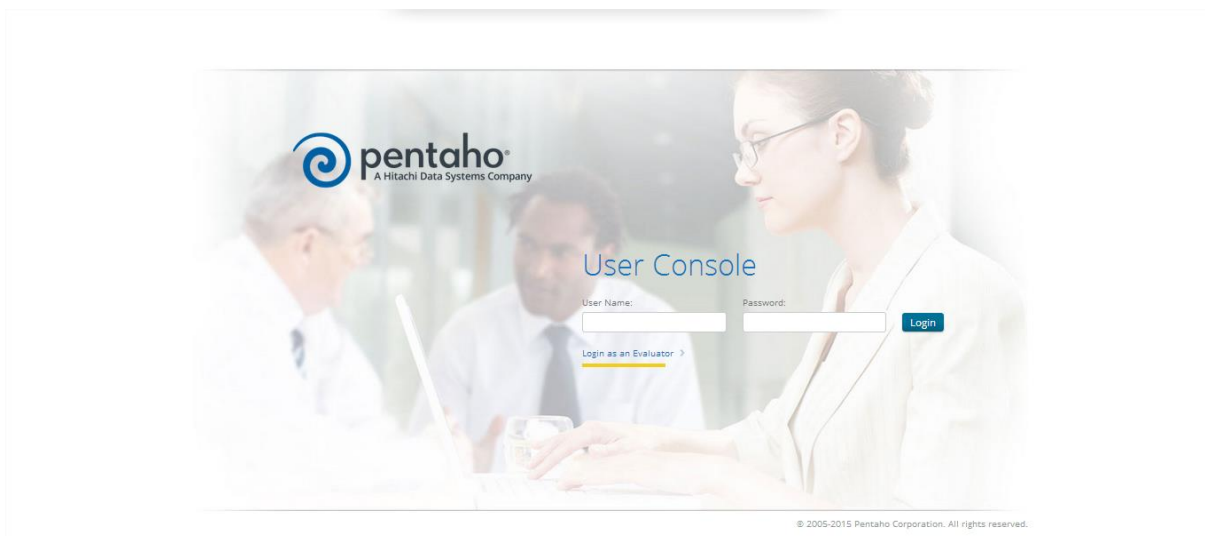 pentaho®
A Hitachi Data Systems Company
User Console
User Name:
Password:
Login
Login as an Evaluator >
© 2005-2015 Pentaho Corporation. All rights reserved.